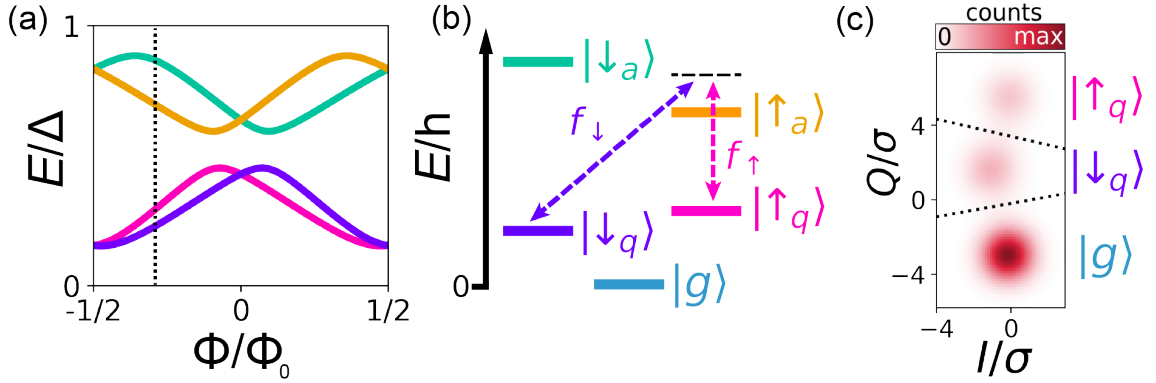 (a)
1
E/Δ
0
-1/2
0
1/2
Φ/Φ₀
(b)
E/h
0
|↓ₐ⟩
|↑ₐ⟩
f↓
f↑
|↑q⟩
|↓q⟩
|g⟩
(c)
counts
0 max
Q/σ
4
0
−4
−4
0
I/σ
|↑q⟩
|↓q⟩
|g⟩